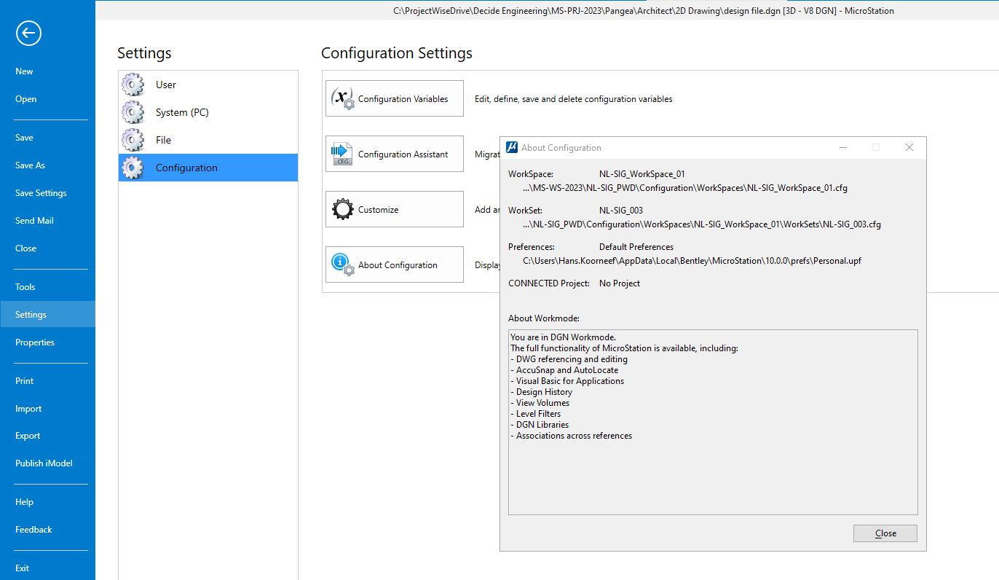 C:\ProjectWiseDrive\Decide Engineering\MS-PRJ-2023\Pangea\Architect\2D Drawing\design file.dgn [3D - V8 DGN] - MicroStation
New
Open
Save
Save As
Save Settings
Send Mail
Close
Tools
Settings
Properties
Print
Import
Export
Publish iModel
Help
Feedback
Exit
Settings
User
System (PC)
File
Configuration
Configuration Settings
(x)
Configuration Variables
Edit, define, save and delete configuration variables
CFG
Configuration Assistant
Migrat
Customize
Add an
About Configuration
Display
µ About Configuration
WorkSpace: NL-SIG_WorkSpace_01
...\MS-WS-2023\NL-SIG_PWD\Configuration\WorkSpaces\NL-SIG_WorkSpace_01.cfg
WorkSet: NL-SIG_003
...\NL-SIG_PWD\Configuration\WorkSpaces\NL-SIG_WorkSpace_01\WorkSets\NL-SIG_003.cfg
Preferences: Default Preferences
C:\Users\Hans.Koorneef\AppData\Local\Bentley\MicroStation\10.0.0\prefs\Personal.upf
CONNECTED Project: No Project
About Workmode:
You are in DGN Workmode.
The full functionality of MicroStation is available, including:
- DWG referencing and editing
- AccuSnap and AutoLocate
- Visual Basic for Applications
- Design History
- View Volumes
- Level Filters
- DGN Libraries
- Associations across references
Close